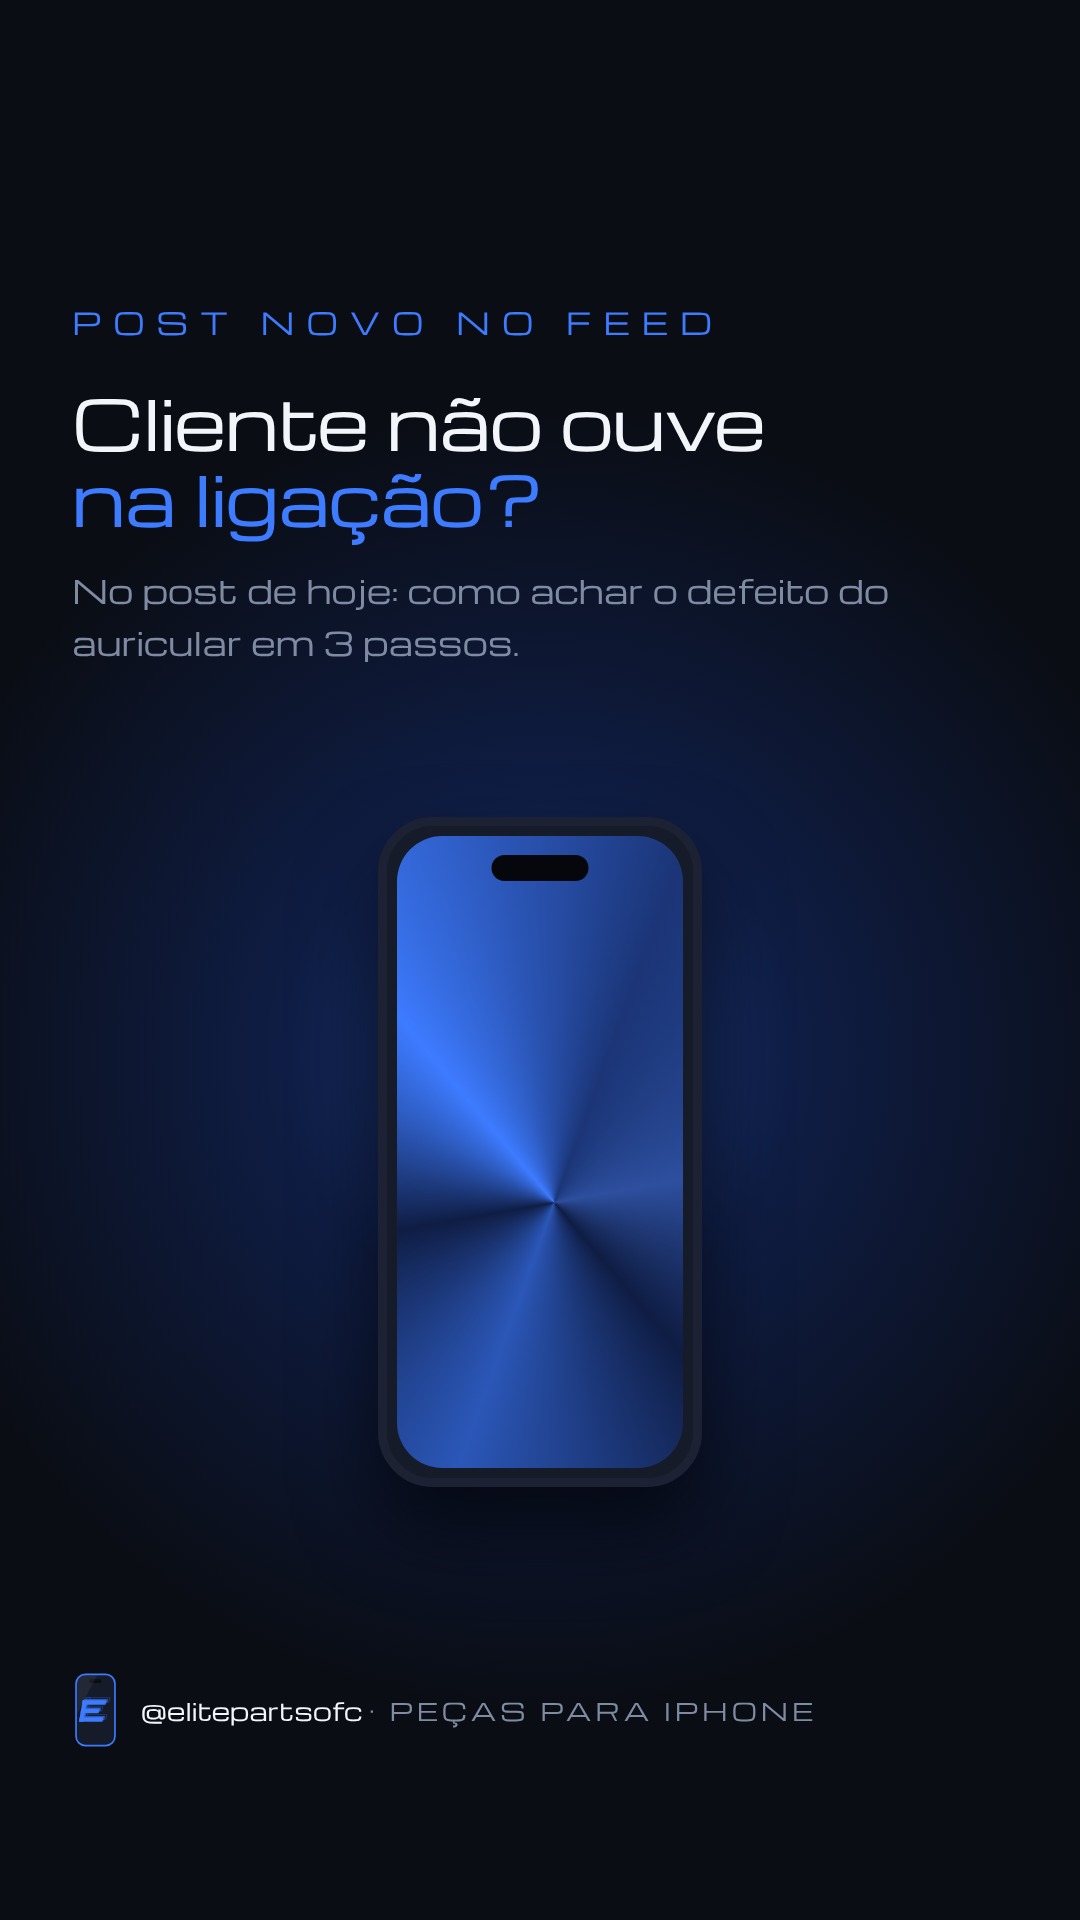 POST NOVO NO FEED
Cliente não ouve
na ligação?
No post de hoje: como achar o defeito do
auricular em 3 passos.
E
@elitepartsofc · PEÇAS PARA IPHONE